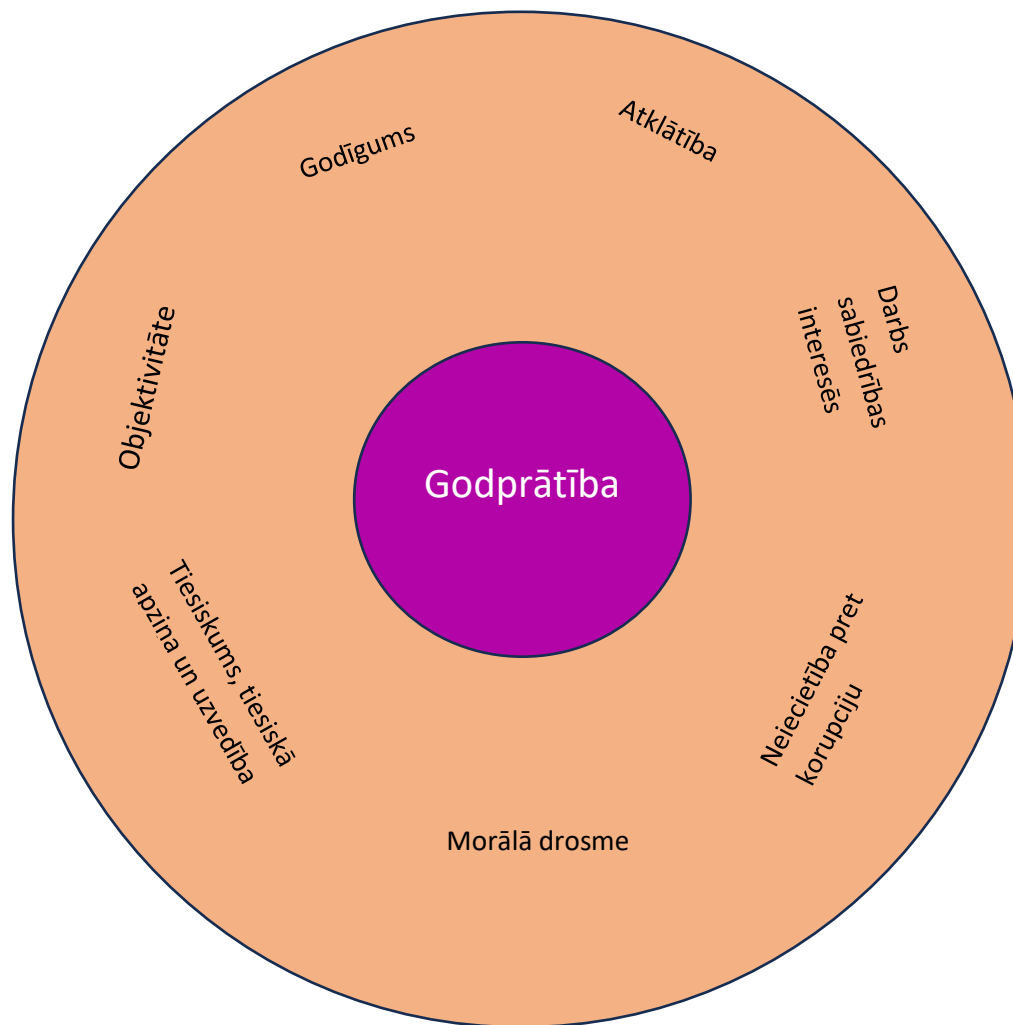 Godīgums
Atklātība
Darbs
sabiedrības
interesēs
Objektivitāte
Godprātība
Tiesiskums, tiesiskā
apziņa un uzvedība
Neiecietība pret
korupciju
Morālā drosme